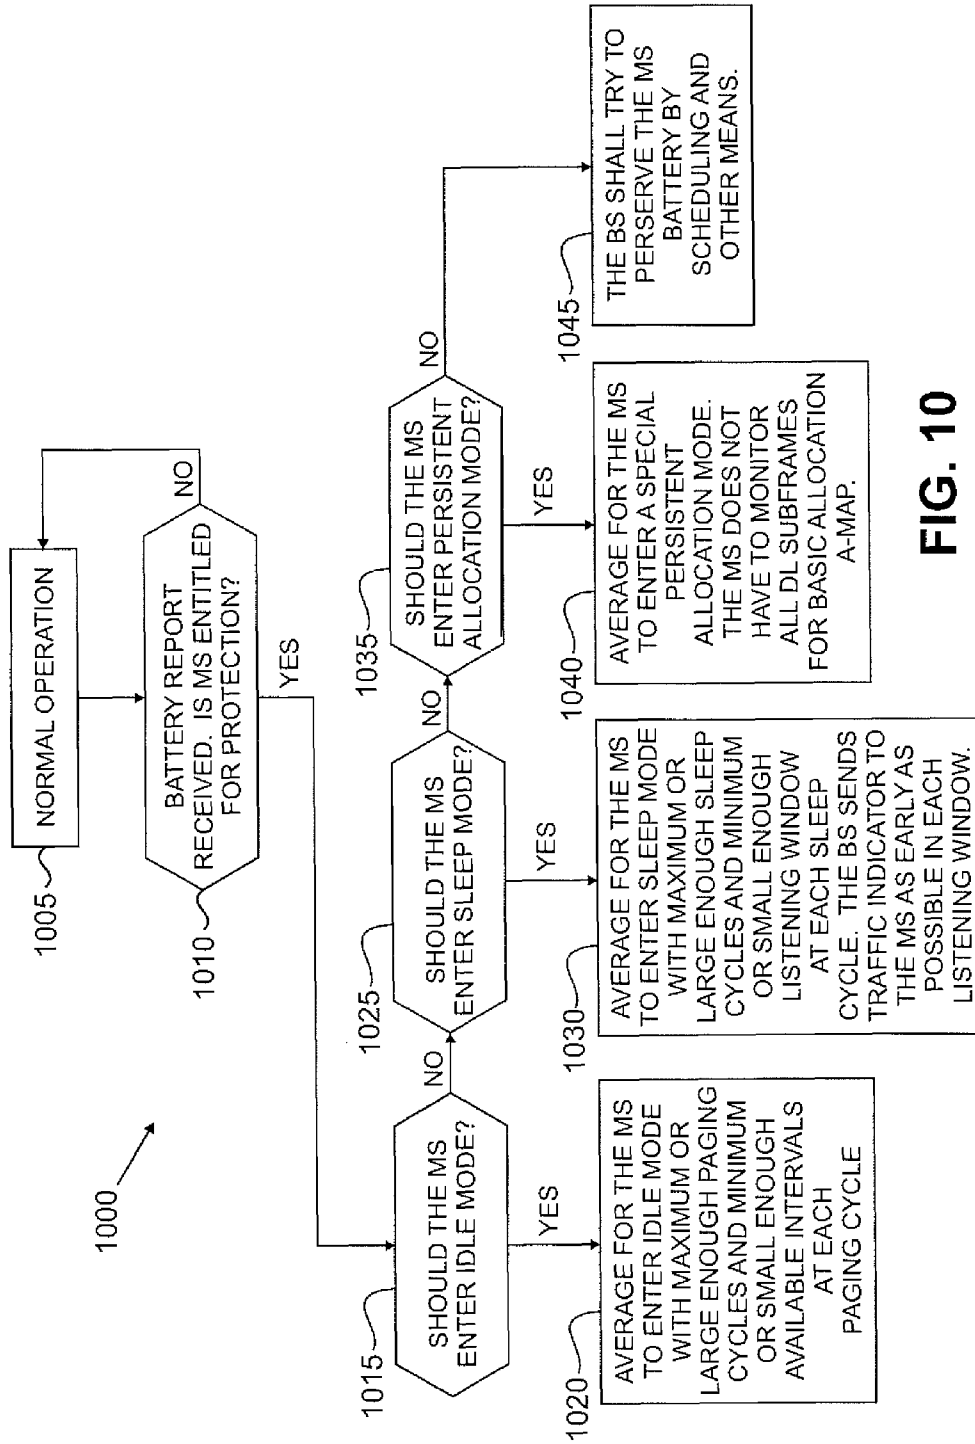 1000
1005
NORMAL OPERATION
1010
BATTERY REPORT
RECEIVED. IS MS ENTITLED
FOR PROTECTION?
NO
YES
1015
SHOULD THE MS
ENTER IDLE MODE?
NO
YES
1020
AVERAGE FOR THE MS
TO ENTER IDLE MODE
WITH MAXIMUM OR
LARGE ENOUGH PAGING
CYCLES AND MINIMUM
OR SMALL ENOUGH
AVAILABLE INTERVALS
AT EACH
PAGING CYCLE
1025
SHOULD THE MS
ENTER SLEEP MODE?
NO
YES
1030
AVERAGE FOR THE MS
TO ENTER SLEEP MODE
WITH MAXIMUM OR
LARGE ENOUGH SLEEP
CYCLES AND MINIMUM
OR SMALL ENOUGH
LISTENING WINDOW
AT EACH SLEEP
CYCLE. THE BS SENDS
TRAFFIC INDICATOR TO
THE MS AS EARLY AS
POSSIBLE IN EACH
LISTENING WINDOW.
1035
SHOULD THE MS
ENTER PERSISTENT
ALLOCATION MODE?
NO
YES
1040
AVERAGE FOR THE MS
TO ENTER A SPECIAL
PERSISTENT
ALLOCATION MODE.
THE MS DOES NOT
HAVE TO MONITOR
ALL DL SUBFRAMES
FOR BASIC ALLOCATION
A-MAP.
1045
THE BS SHALL TRY TO
PERSERVE THE MS
BATTERY BY
SCHEDULING AND
OTHER MEANS.
FIG. 10